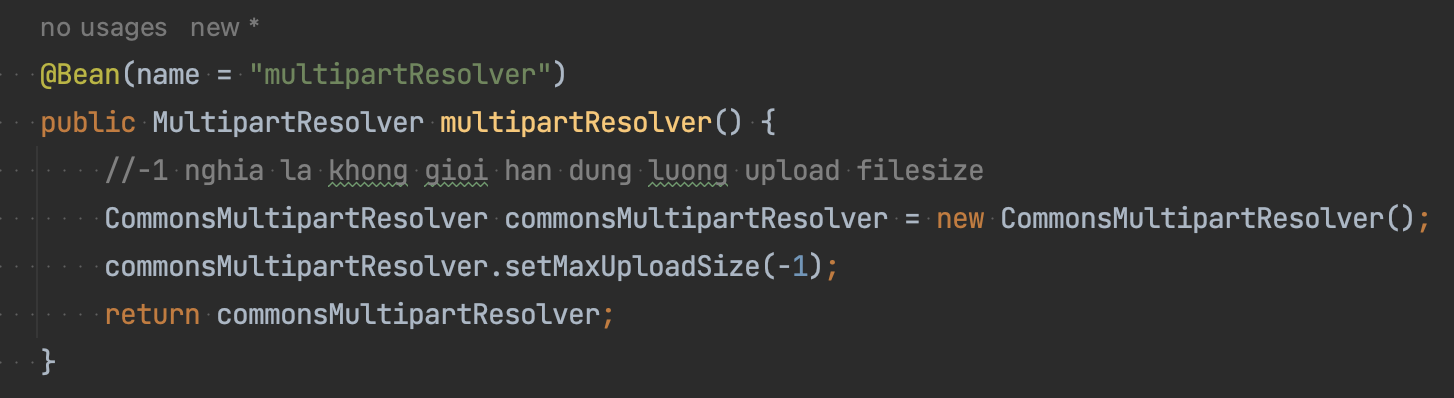 no usages new *
@Bean(name = "multipartResolver")
public MultipartResolver multipartResolver() {
//-1 nghia la khong gioi han dung luong upload filesize
CommonsMultipartResolver commonsMultipartResolver = new CommonsMultipartResolver();
commonsMultipartResolver.setMaxUploadSize(-1);
return commonsMultipartResolver;
}